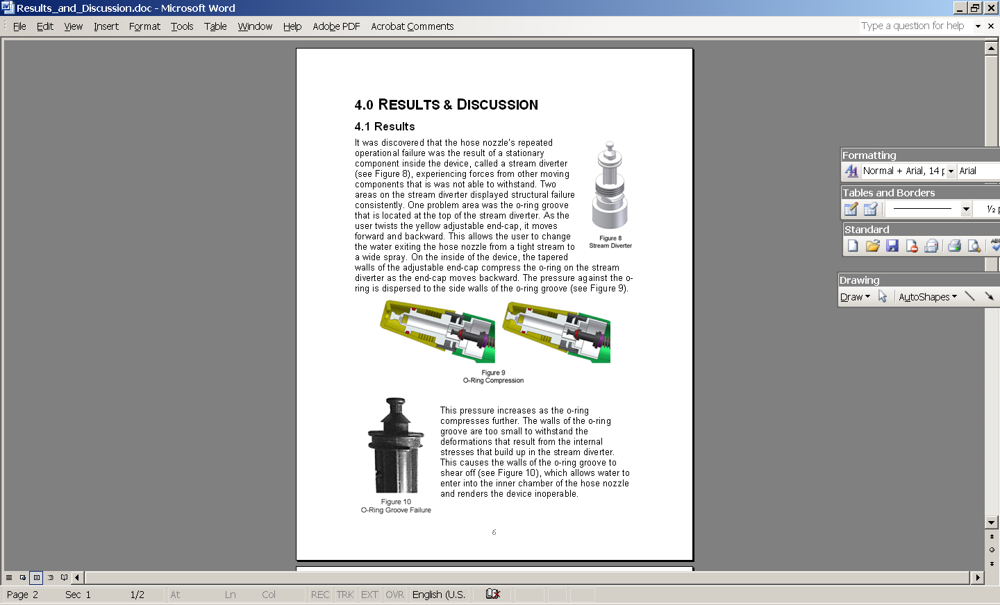 Results_and_Discussion.doc - Microsoft Word
File Edit View Insert Format Tools Table Window Help Adobe PDF Acrobat Comments
Type a question for help
4.0 RESULTS & DISCUSSION
4.1 Results
It was discovered that the hose nozzle's repeated
operational failure was the result of a stationary
component inside the device, called a stream diverter
(see Figure 8), experiencing forces from other moving
components that is was not able to withstand. Two
areas on the stream diverter displayed structural failure
consistently. One problem area was the o-ring groove
that is located at the top of the stream diverter. As the
user twists the yellow adjustable end-cap, it moves
forward and backward. This allows the user to change
the water exiting the hose nozzle from a tight stream to
a wide spray. On the inside of the device, the tapered
walls of the adjustable end-cap compress the o-ring on the stream
diverter as the end-cap moves backward. The pressure against the o-
ring is dispersed to the side walls of the o-ring groove (see Figure 9).
Figure 8
Stream Diverter
Figure 9
O-Ring Compression
This pressure increases as the o-ring
compresses further. The walls of the o-ring
groove are too small to withstand the
deformations that result from the internal
stresses that build up in the stream diverter.
This causes the walls of the o-ring groove to
shear off (see Figure 10), which allows water to
enter into the inner chamber of the hose nozzle
and renders the device inoperable.
Figure 10
O-Ring Groove Failure
6
Formatting
Normal + Arial, 14 p Arial
Tables and Borders
½ p
Standard
ABC
Drawing
Draw AutoShapes
Page 2 Sec 1 1/2 At Ln Col REC TRK EXT OVR English (U.S.